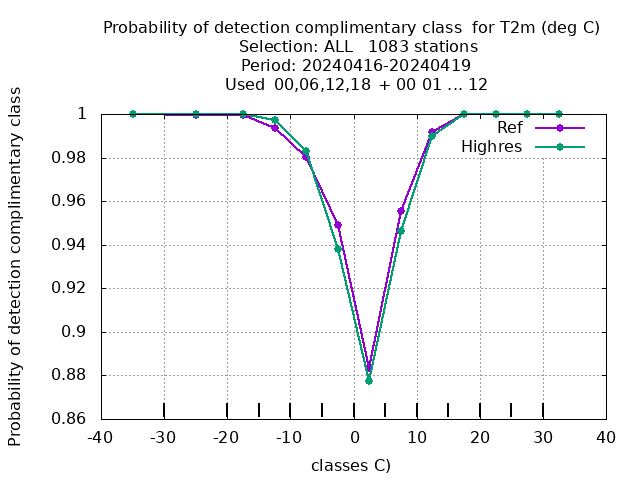 Probability of detection complimentary class  for T2m (deg C)
Selection: ALL   1083 stations
Period: 20240416-20240419
Used  00,06,12,18 + 00 01 ... 12
Probability of detection complimentary class
1
0.98
0.96
0.94
0.92
0.9
0.88
0.86
Ref
Highres
-40 -30 -20 -10 0 10 20 30 40
classes C)